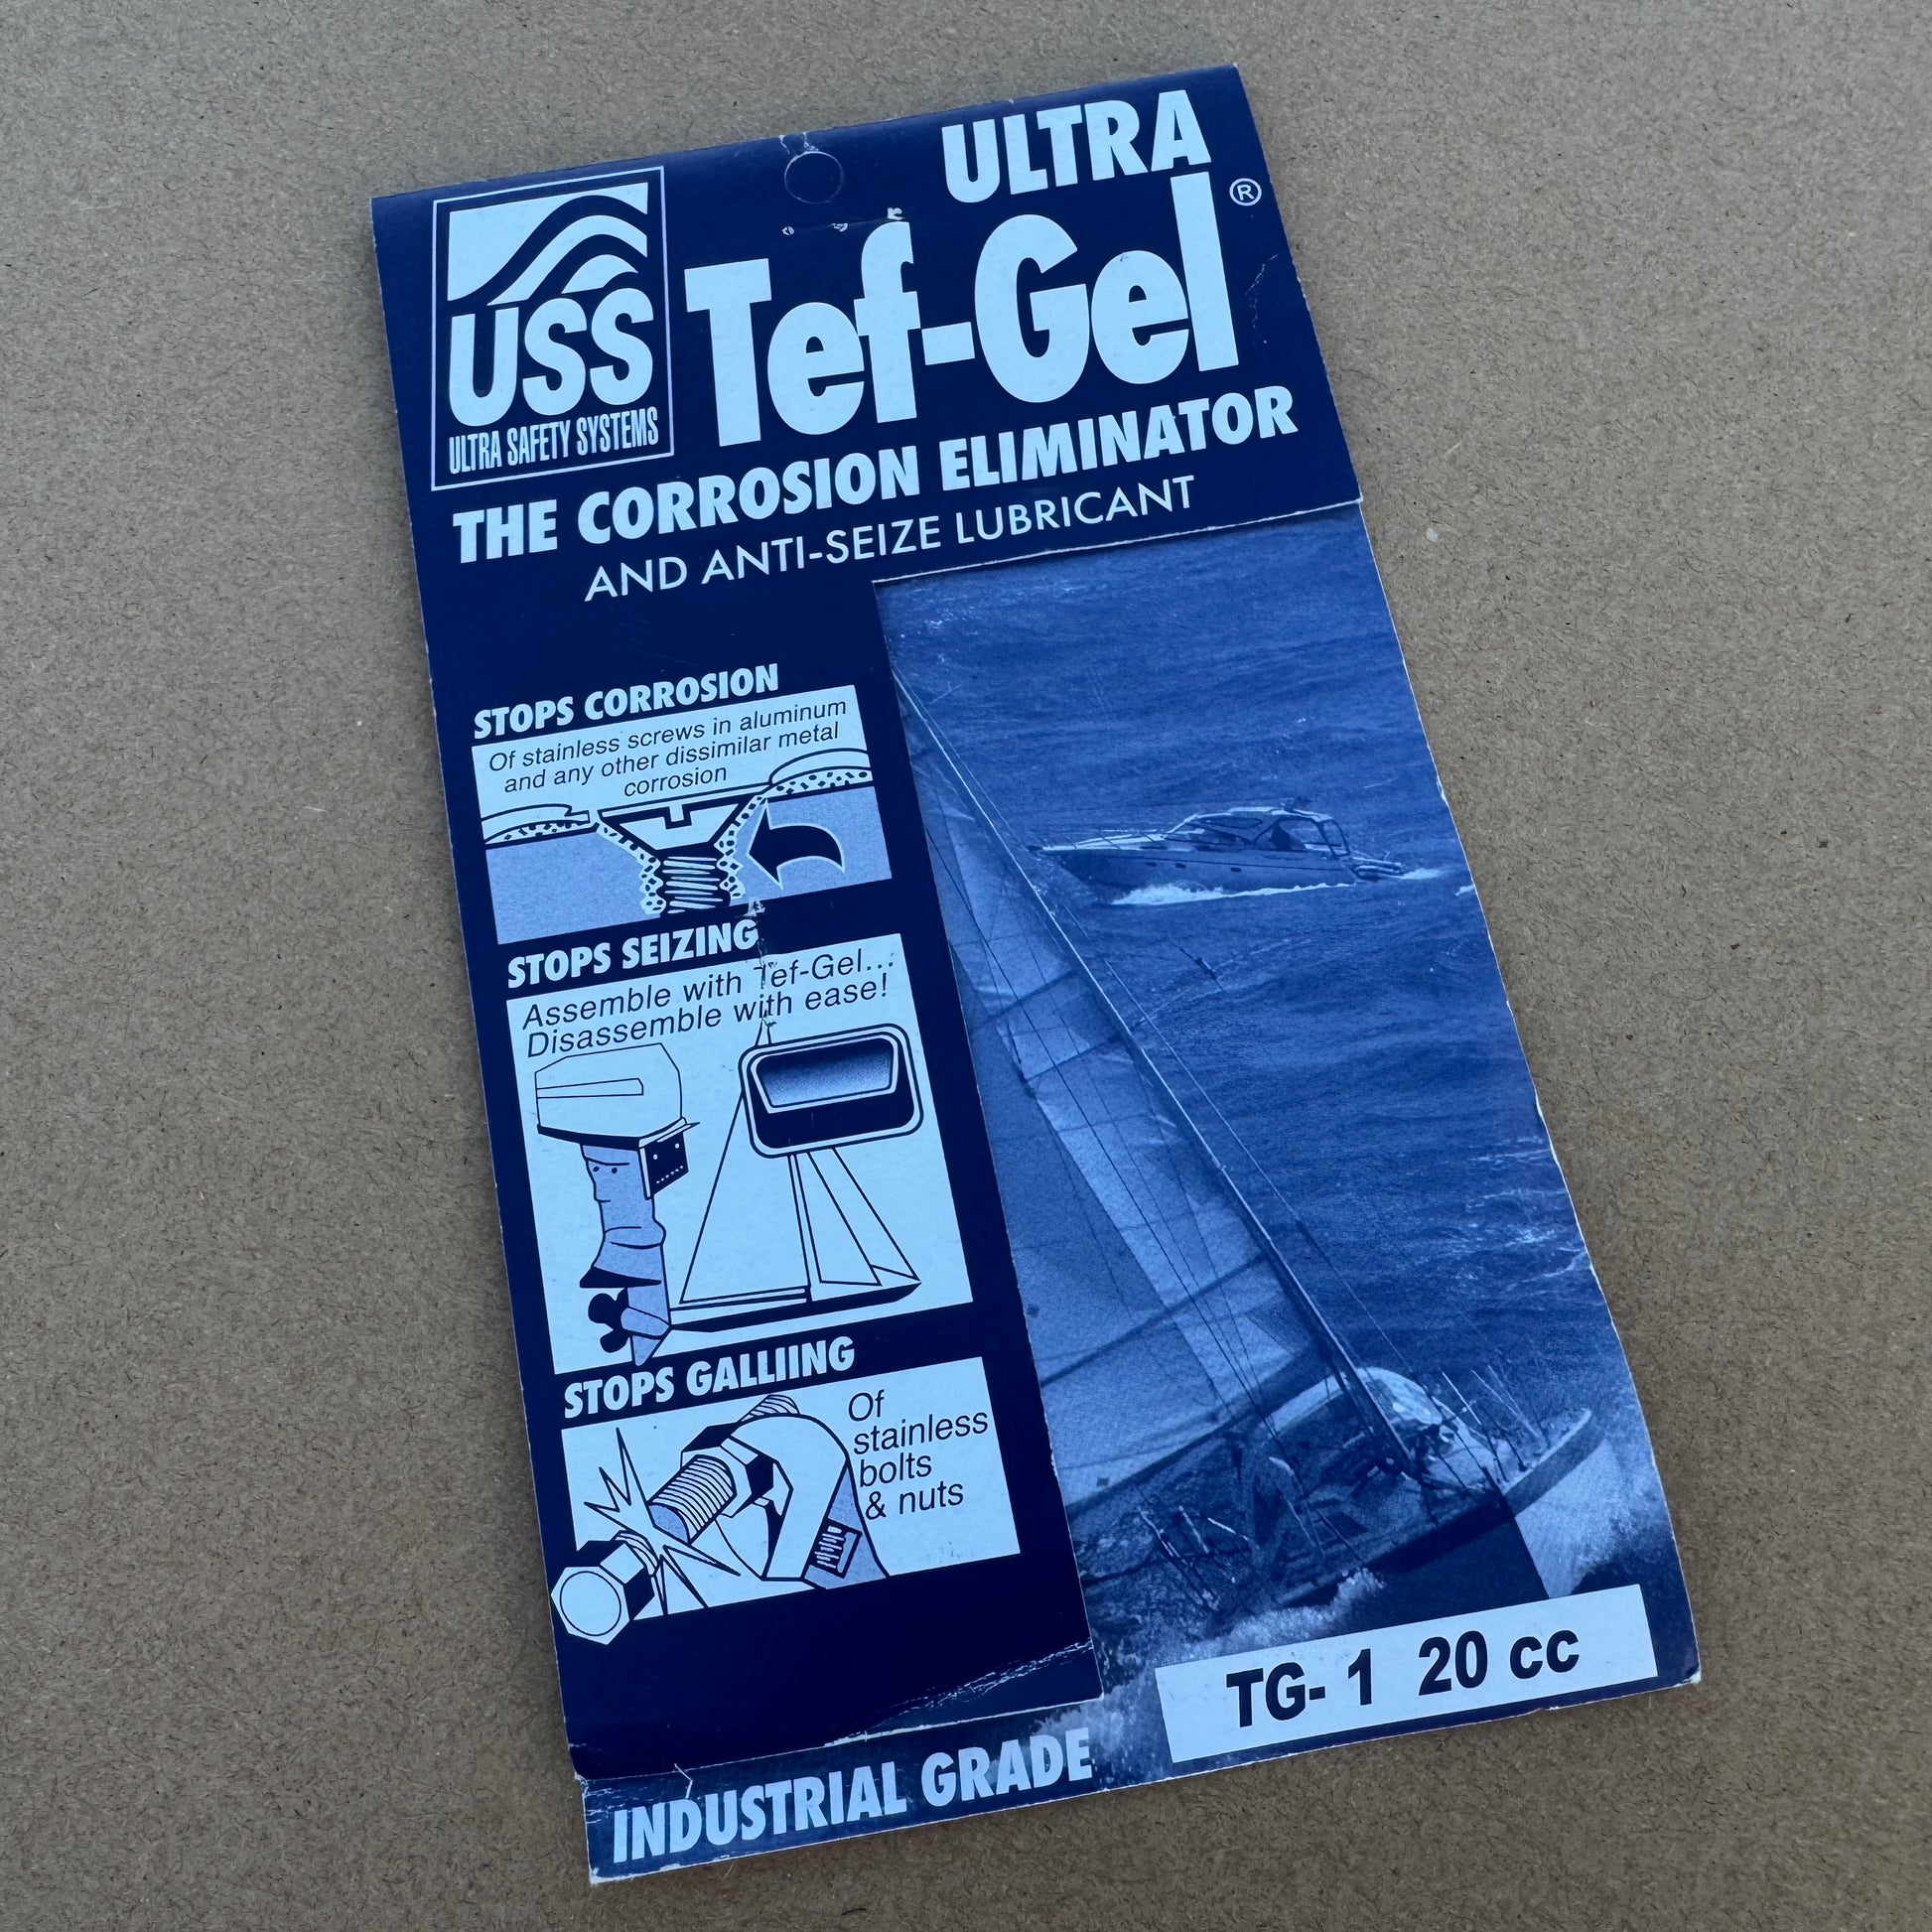 ULTRA
Tef-Gel®
USS
ULTRA SAFETY SYSTEMS
THE CORROSION ELIMINATOR
AND ANTI-SEIZE LUBRICANT
STOPS CORROSION
Of stainless screws in aluminum
and any other dissimilar metal
corrosion
STOPS SEIZING
Assemble with Tef-Gel...
Disassemble with ease!
STOPS GALLIING
Of
stainless
bolts
& nuts
TG- 1 20 cc
INDUSTRIAL GRADE